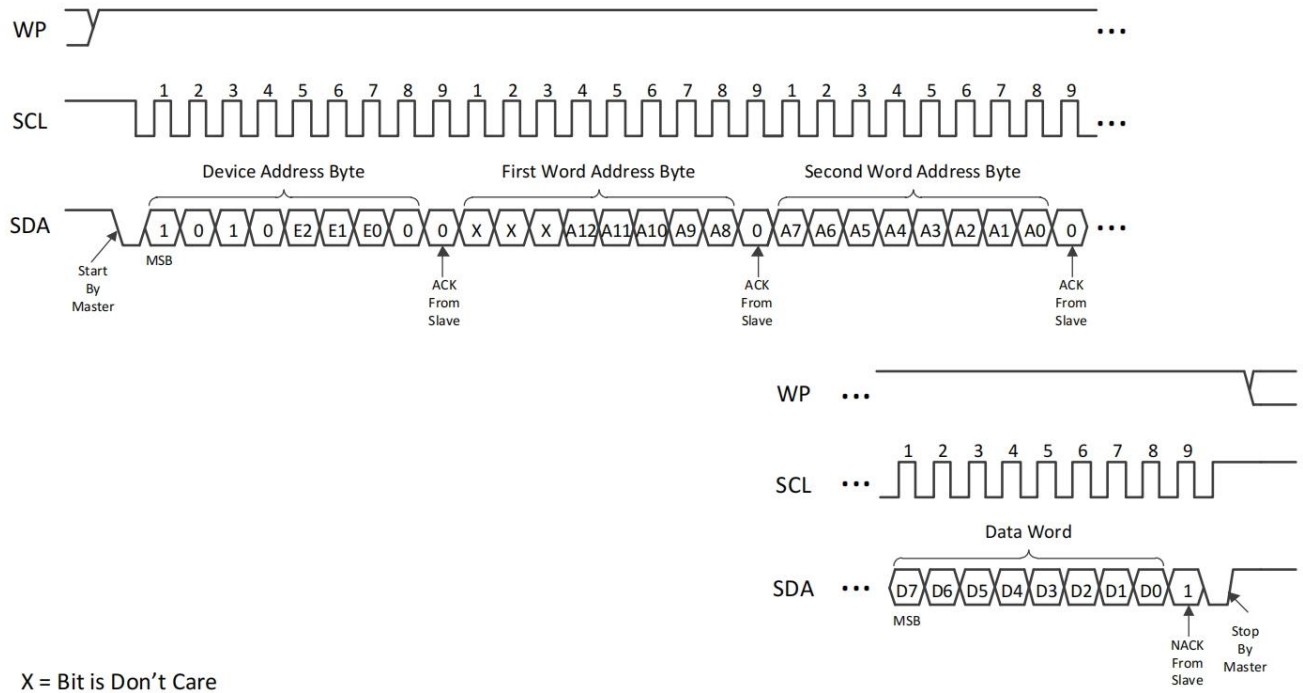 WP
•••
1 2 3 4 5 6 7 8 9 1 2 3 4 5 6 7 8 9 1 2 3 4 5 6 7 8 9
SCL
•••
Device Address Byte First Word Address Byte Second Word Address Byte
SDA
1 0 1 0 E2 E1 E0 0 0 X X X A12 A11 A10 A9 A8 0 A7 A6 A5 A4 A3 A2 A1 A0 0 •••
MSB
Start
By
Master
ACK
From
Slave
ACK
From
Slave
ACK
From
Slave
WP •••
1 2 3 4 5 6 7 8 9
SCL •••
Data Word
SDA ••• D7 D6 D5 D4 D3 D2 D1 D0 1
MSB
NACK
From
Slave
Stop
By
Master
X = Bit is Don't Care